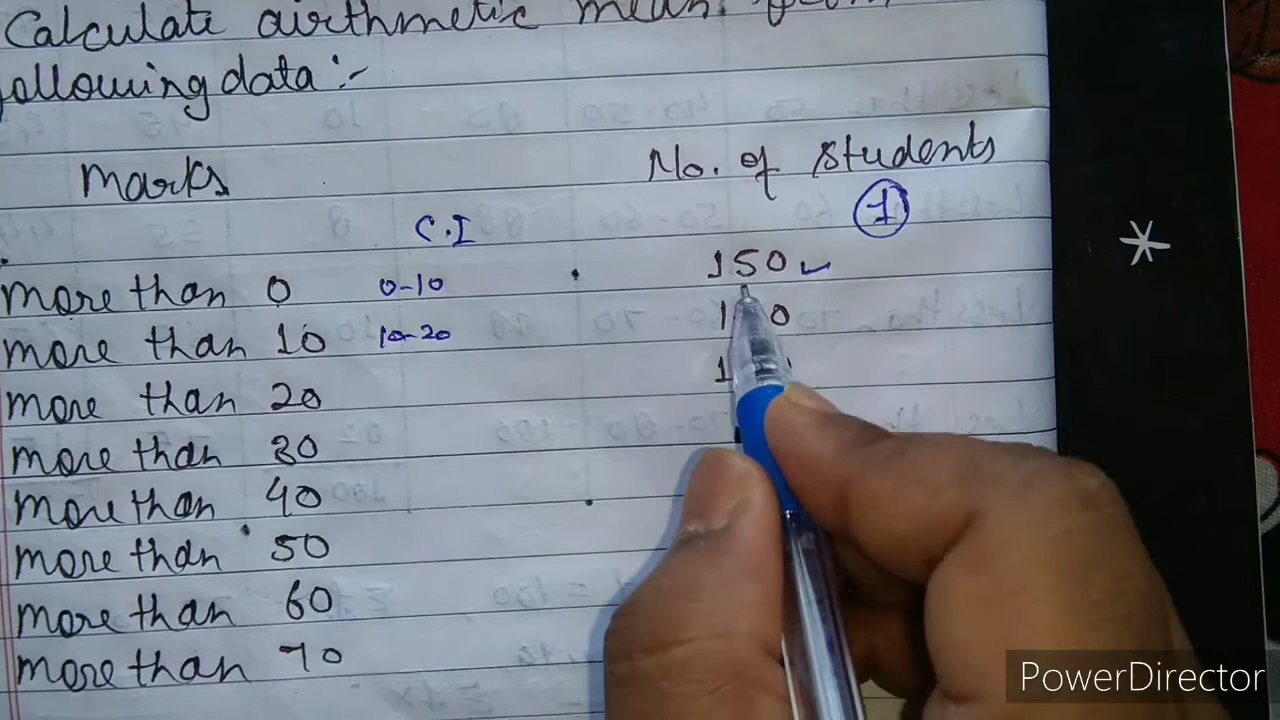 Calculate airthmetic mean from
following data :-
Marks No. of students
C.I 1
more than 0 0-10 150
more than 10 10-20
more than 20
more than 30
more than 40
more than 50
more than 60
more than 70
PowerDirector